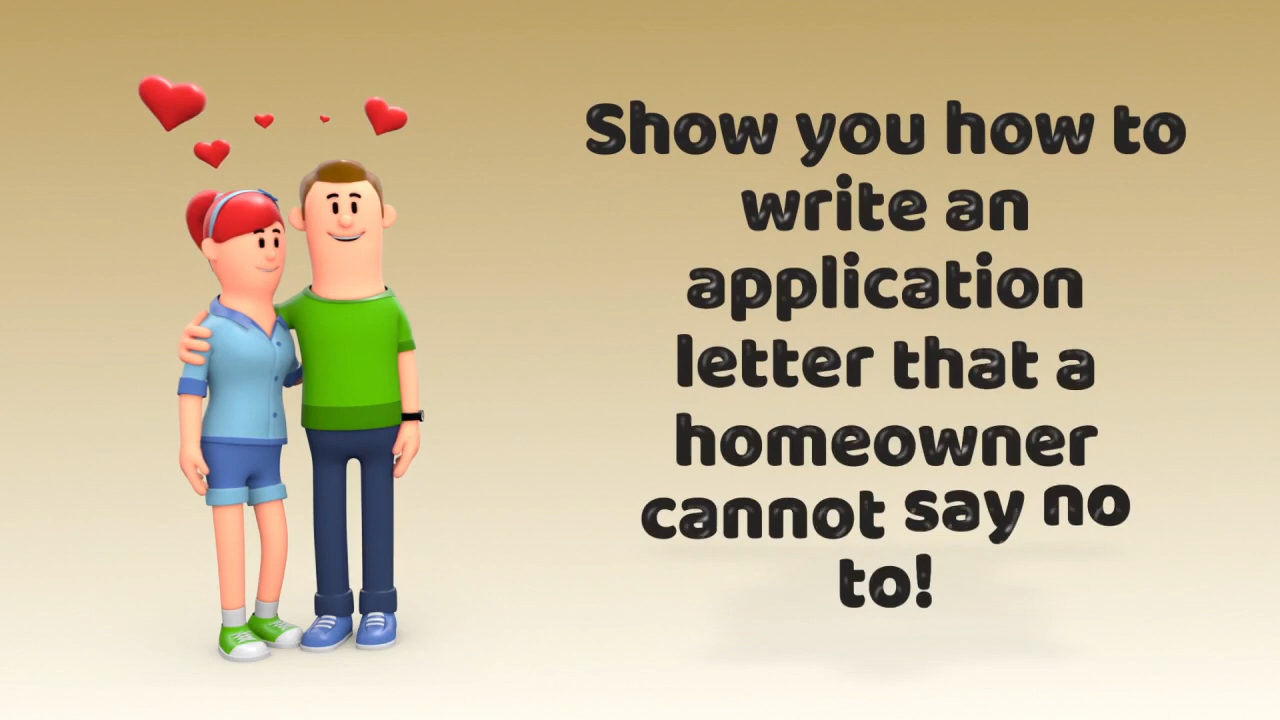 Show you how to
write an
application
letter that a
homeowner
cannot say no
to!